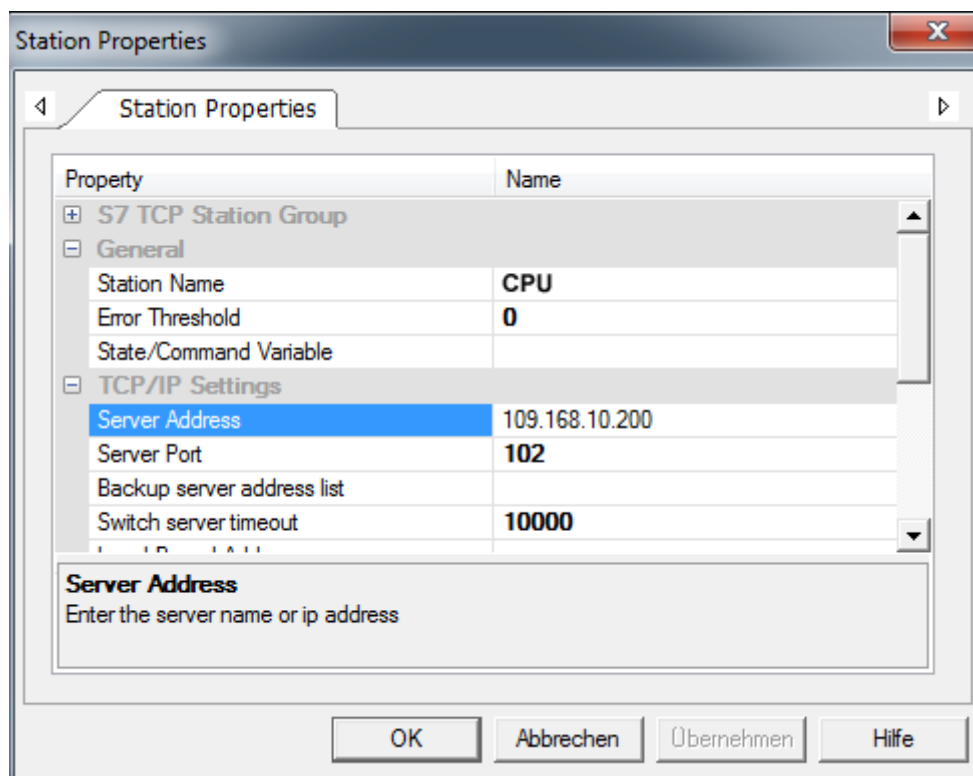 Station Properties
Station Properties
Property Name
S7 TCP Station Group
General
Station Name CPU
Error Threshold 0
State/Command Variable
TCP/IP Settings
Server Address 109.168.10.200
Server Port 102
Backup server address list
Switch server timeout 10000
Server Address
Enter the server name or ip address
OK Abbrechen Übernehmen Hilfe